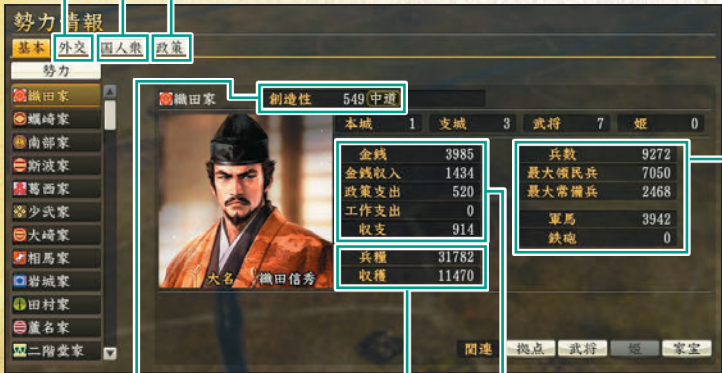 勢力情報
基本 外交 国人衆 政策
勢力
織田家
蠣崎家
南部家
斯波家
葛西家
少弐家
大崎家
相馬家
岩城家
田村家
蘆名家
二階堂家
織田家 創造性 549 中道
本城 1 支城 3 武将 7 姫 0
金銭 3985
金銭収入 1434
政策支出 520
工作支出 0
収支 914
兵糧 31782
収穫 11470
兵数 9272
最大領民兵 7050
最大常備兵 2468
軍馬 3942
鉄砲 0
大名 織田信秀
関連 拠点 武将 姫 家宝